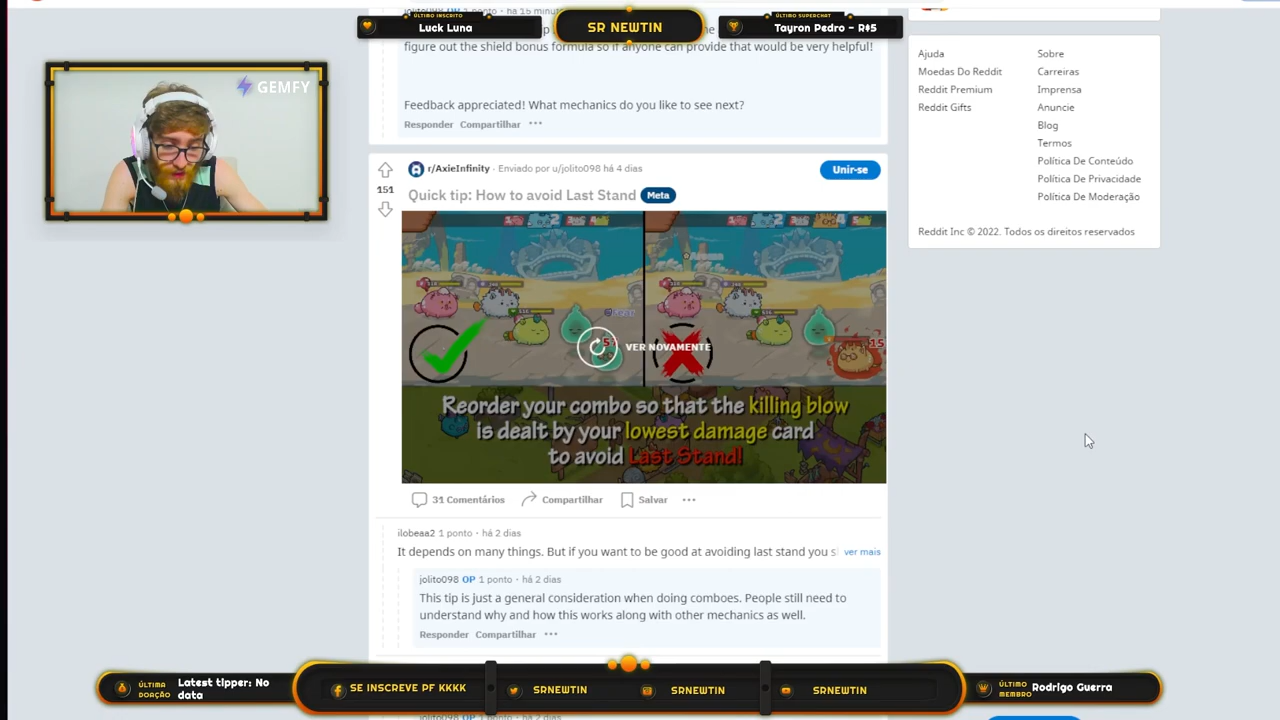 ÚLTIMO INSCRITO
Luck Luna
SR NEWTIN
ÚLTIMO SUPERCHAT
Tayron Pedro - R$5
figure out the shield bonus formula so if anyone can provide that would be very helpful!
GEMFY
Feedback appreciated! What mechanics do you like to see next?
Responder Compartilhar ...
Ajuda
Moedas Do Reddit
Reddit Premium
Reddit Gifts
Sobre
Carreiras
Imprensa
Anuncie
Blog
Termos
Política De Conteúdo
Política De Privacidade
Política De Moderação
Reddit Inc © 2022. Todos os direitos reservados
r/AxieInfinity · Enviado por u/jolito098 há 4 dias
Unir-se
151
Quick tip: How to avoid Last Stand Meta
VER NOVAMENTE
15
Reorder your combo so that the killing blow
is dealt by your lowest damage card
to avoid Last Stand!
31 Comentários Compartilhar Salvar ...
ilobeaa2 1 ponto · há 2 dias
It depends on many things. But if you want to be good at avoiding last stand you s ver mais
jolito098 OP 1 ponto · há 2 dias
This tip is just a general consideration when doing comboes. People still need to
understand why and how this works along with other mechanics as well.
Responder Compartilhar ...
ÚLTIMA DOAÇÃO
Latest tipper: No
data
SE INSCREVE PF KKKK
SRNEWTIN
SRNEWTIN
SRNEWTIN
ÚLTIMO MEMBRO
Rodrigo Guerra